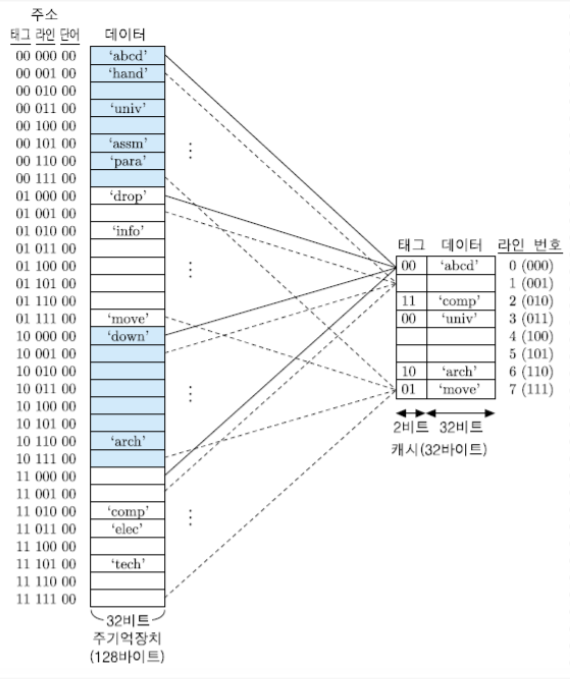 주소
태그 라인 단어 데이터
00 000 00 ‘abcd’
00 001 00 ‘hand’
00 010 00
00 011 00 ‘univ’
00 100 00
00 101 00 ‘assm’
00 110 00 ‘para’
00 111 00
01 000 00 ‘drop’
01 001 00
01 010 00 ‘info’
01 011 00
01 100 00
01 101 00
01 110 00
01 111 00 ‘move’
10 000 00 ‘down’
10 001 00
10 010 00
10 011 00
10 100 00
10 101 00
10 110 00 ‘arch’
10 111 00
11 000 00
11 001 00
11 010 00 ‘comp’
11 011 00 ‘elec’
11 100 00
11 101 00 ‘tech’
11 110 00
11 111 00
32비트
주기억장치
(128바이트)
태그 데이터 라인 번호
00 ‘abcd’ 0 (000)
1 (001)
11 ‘comp’ 2 (010)
00 ‘univ’ 3 (011)
4 (100)
5 (101)
10 ‘arch’ 6 (110)
01 ‘move’ 7 (111)
2비트 32비트
캐시(32바이트)